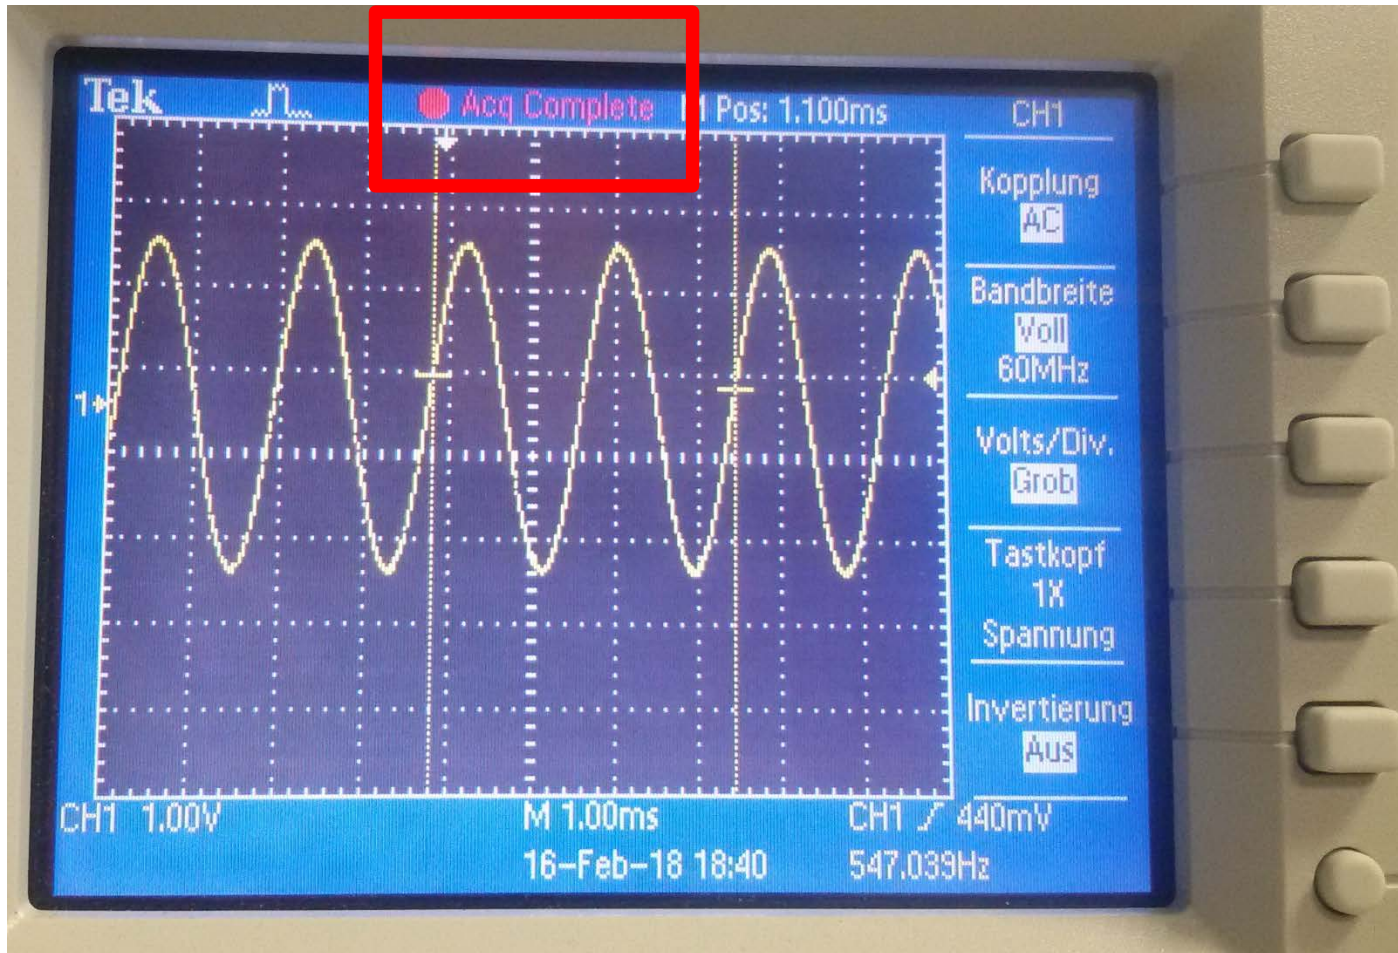 Tek
Acq Complete
M Pos: 1.100ms
CH1
Kopplung
AC
Bandbreite
Voll
60MHz
Volts/Div.
Grob
Tastkopf
1X
Spannung
Invertierung
Aus
1
CH1 1.00V
M 1.00ms
CH1 / 440mV
16-Feb-18 18:40
547.039Hz